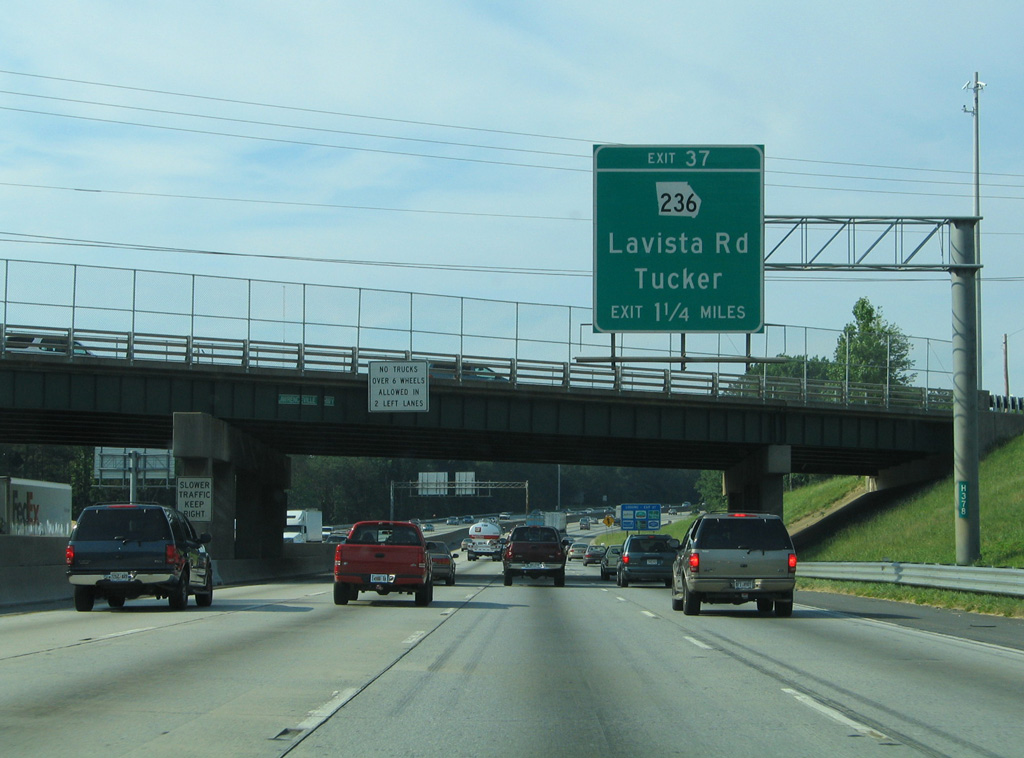 EXIT 37
236
Lavista Rd
Tucker
EXIT 1 1/4 MILES
NO TRUCKS
OVER 6 WHEELS
ALLOWED IN
2 LEFT LANES
SLOWER
TRAFFIC
KEEP
RIGHT
FedEx
H37B